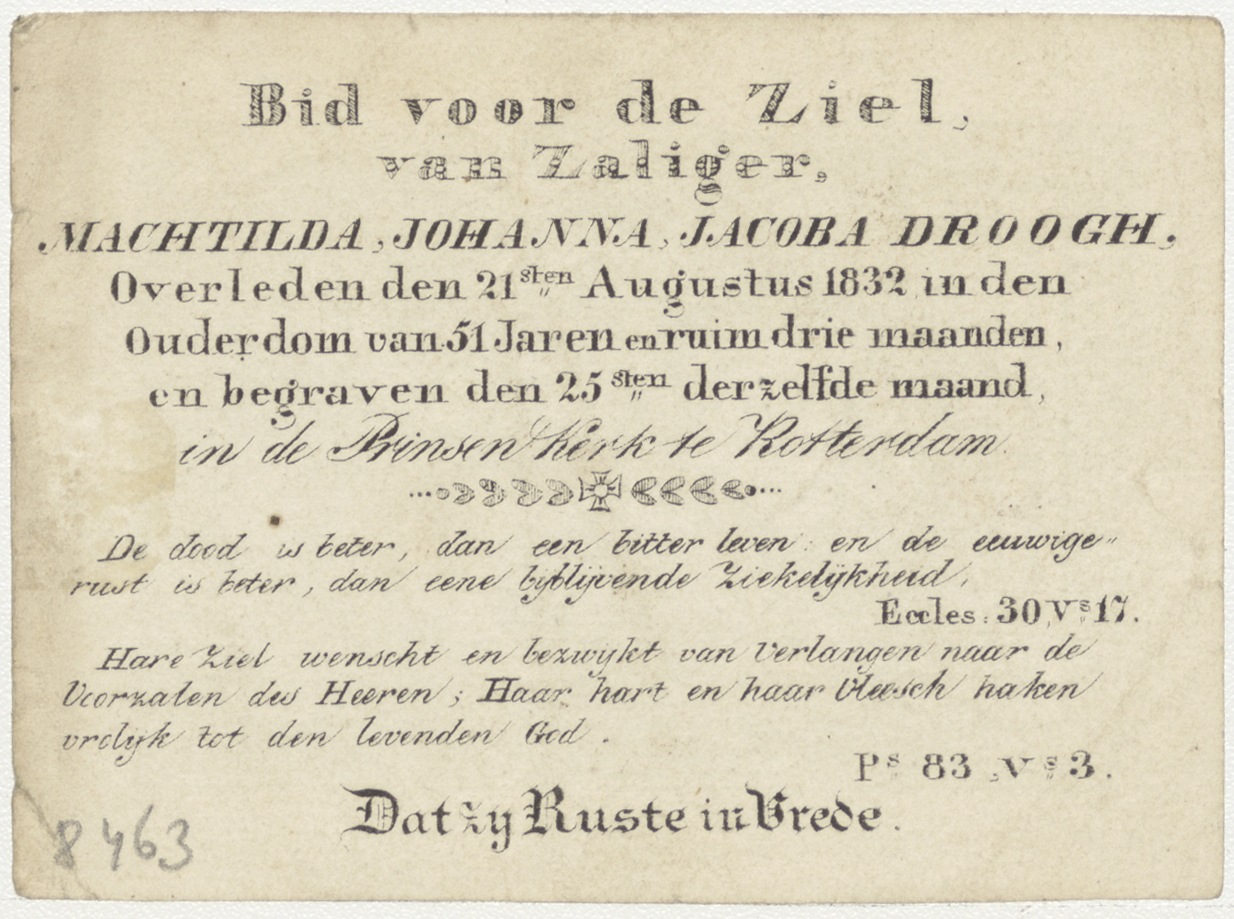 Bid voor de Ziel,
van Zaliger,
MACHTILDA, JOHANNA, JACOBA DROOGH,
Overleden den 21sten Augustus 1832 in den
Ouderdom van 51 Jaren en ruim drie maanden,
en begraven den 25sten derzelfde maand,
in de Prinsen Kerk te Rotterdam.
De dood is beter, dan een bitter leven: en de eeuwige=
rust is beter, dan eene bijblijvende Ziekelijkheid,
Eccles: 30, Vs 17.
Hare Ziel wenscht en bezwijkt van Verlangen naar de
Voorzalen des Heeren; Haar hart en haar Vleesch haken
vrolijk tot den levenden God.
Ps 83, Vs 3.
Dat zy Ruste in Vrede.
8463